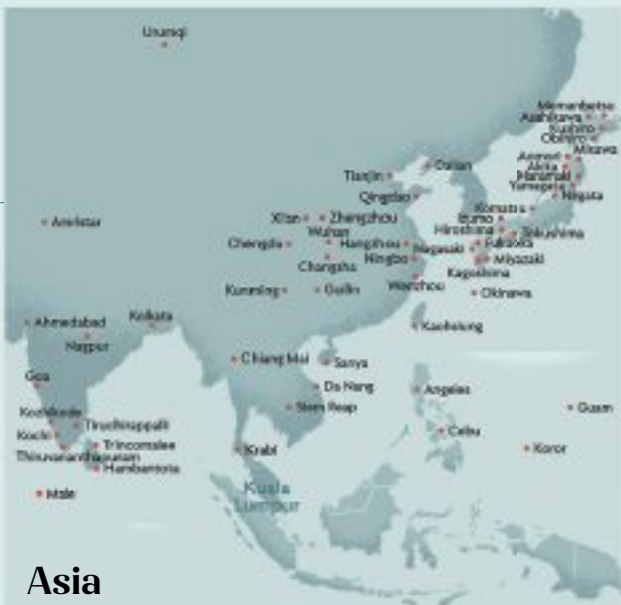 Urumqi
Memanbetsu
Asahikawa
Kushiro
Obihiro
Misawa
Aomori
Akita
Hanamaki
Yamagata
Niigata
Dalian
Tianjin
Qingdao
Komatsu
Izumo
Hiroshima
Tokushima
Amritsar
Xi'an
Zhengzhou
Wuhan
Chengdu
Hangzhou
Nagasaki
Fukuoka
Ningbo
Miyazaki
Changsha
Kagoshima
Wenzhou
Kunming
Guilin
Okinawa
Ahmedabad
Kolkata
Kaohsiung
Nagpur
Chiang Mai
Sanya
Goa
Da Nang
Angeles
Siem Reap
Guam
Kozhikode
Tiruchirappalli
Kochi
Trincomalee
Cebu
Thiruvananthapuram
Krabi
Koror
Hambantota
Kuala
Lumpur
Male
Asia